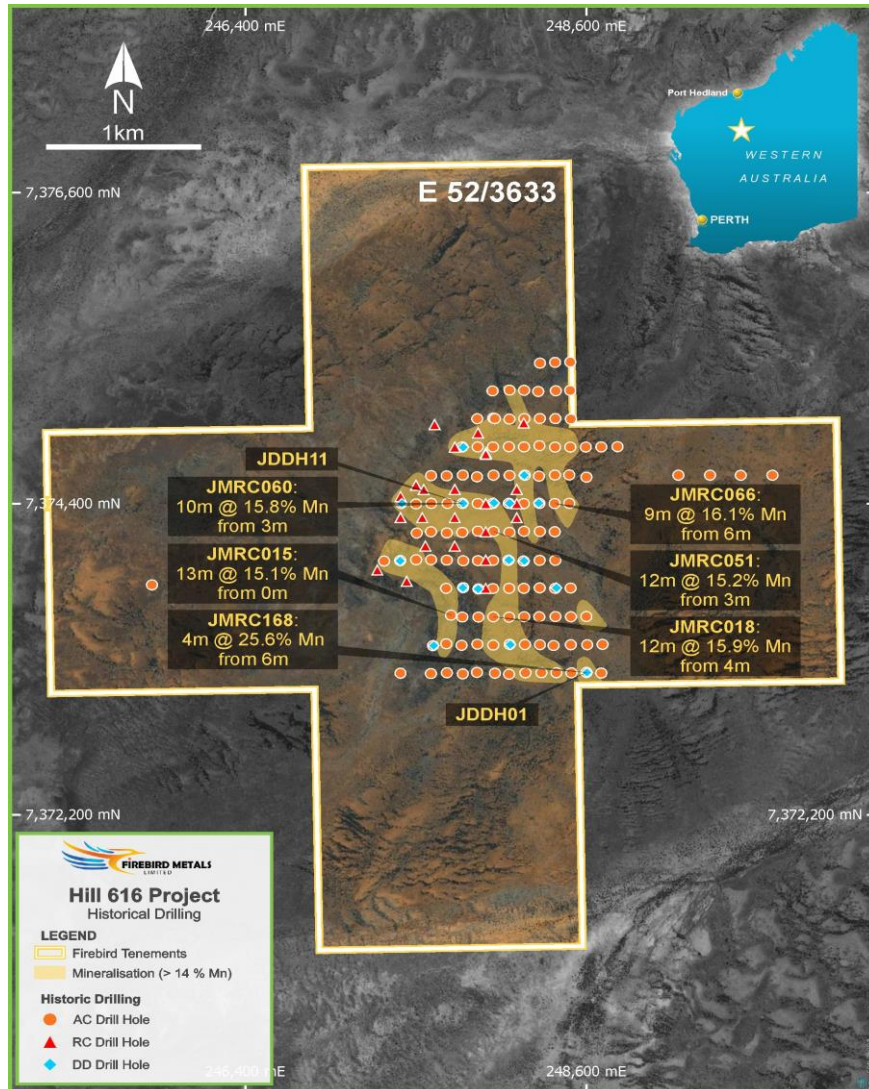 246,400 mE
248,600 mE
N
1km
Port Hedland
WESTERN
AUSTRALIA
PERTH
7,376,600 mN
E 52/3633
JDDH11
JMRC060:
10m @ 15.8% Mn
from 3m
7,374,400 mN
JMRC066:
9m @ 16.1% Mn
from 6m
JMRC015:
13m @ 15.1% Mn
from 0m
JMRC051:
12m @ 15.2% Mn
from 3m
JMRC168:
4m @ 25.6% Mn
from 6m
JMRC018:
12m @ 15.9% Mn
from 4m
JDDH01
7,372,200 mN
7,372,200 mN
FIREBIRD METALS
LIMITED
Hill 616 Project
Historical Drilling
LEGEND
Firebird Tenements
Mineralisation (> 14 % Mn)
Historic Drilling
AC Drill Hole
RC Drill Hole
DD Drill Hole
246,400 mE
248,600 mE